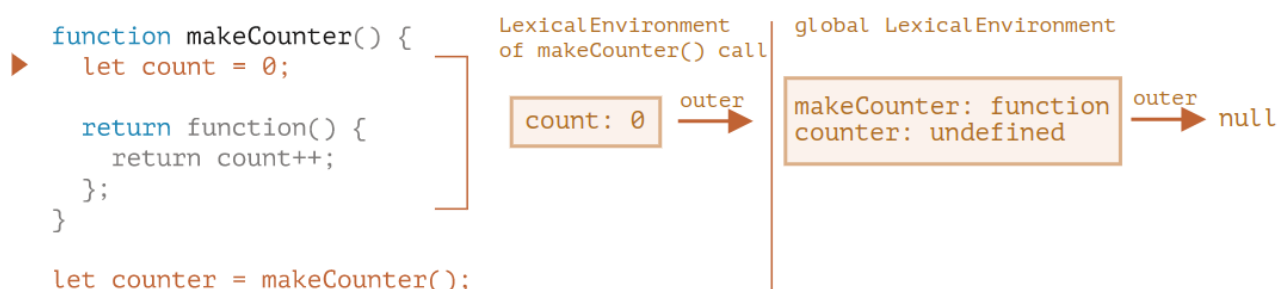 function makeCounter() {
let count = 0;
return function() {
return count++;
};
}
let counter = makeCounter();
LexicalEnvironment
of makeCounter() call
count: 0
outer
global LexicalEnvironment
makeCounter: function
counter: undefined
outer
null